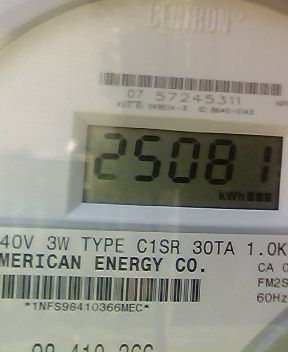 CENTRON®
07 57245311
25081
kWh
40V 3W TYPE C1SR 30TA 1.0K
MERICAN ENERGY CO.
CA 0
FM2S
60Hz
*1NFS98410366MEC*